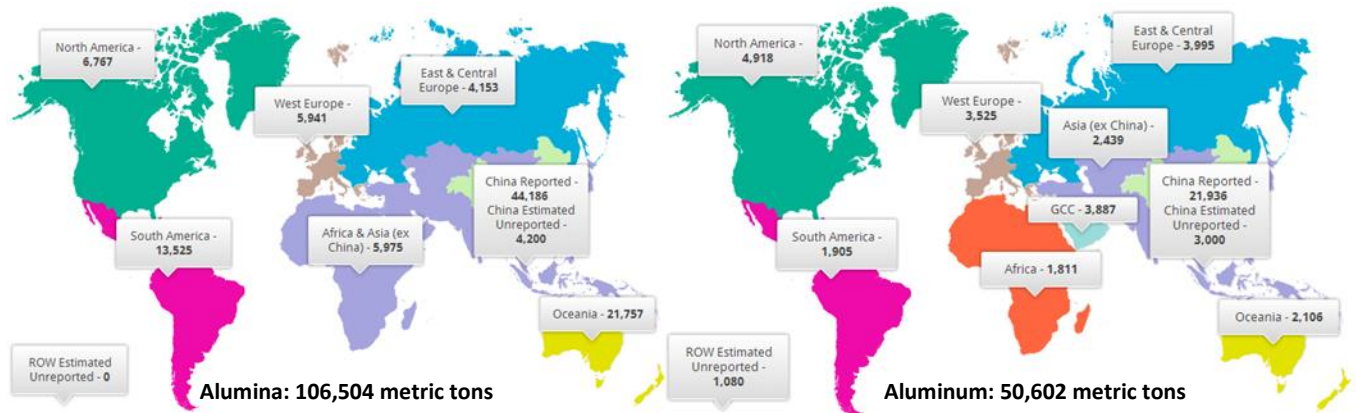 North America -
6,767
West Europe -
5,941
East & Central
Europe - 4,153
China Reported -
44,186
China Estimated
Unreported -
4,200
South America -
13,525
Africa & Asia (ex
China) - 5,975
Oceania - 21,757
ROW Estimated
Unreported - 0
Alumina: 106,504 metric tons
North America -
4,918
East & Central
Europe - 3,995
West Europe -
3,525
Asia (ex China) -
2,439
China Reported -
21,936
China Estimated
Unreported -
3,000
GCC - 3,887
South America -
1,905
Africa - 1,811
Oceania - 2,106
ROW Estimated
Unreported -
1,080
Aluminum: 50,602 metric tons